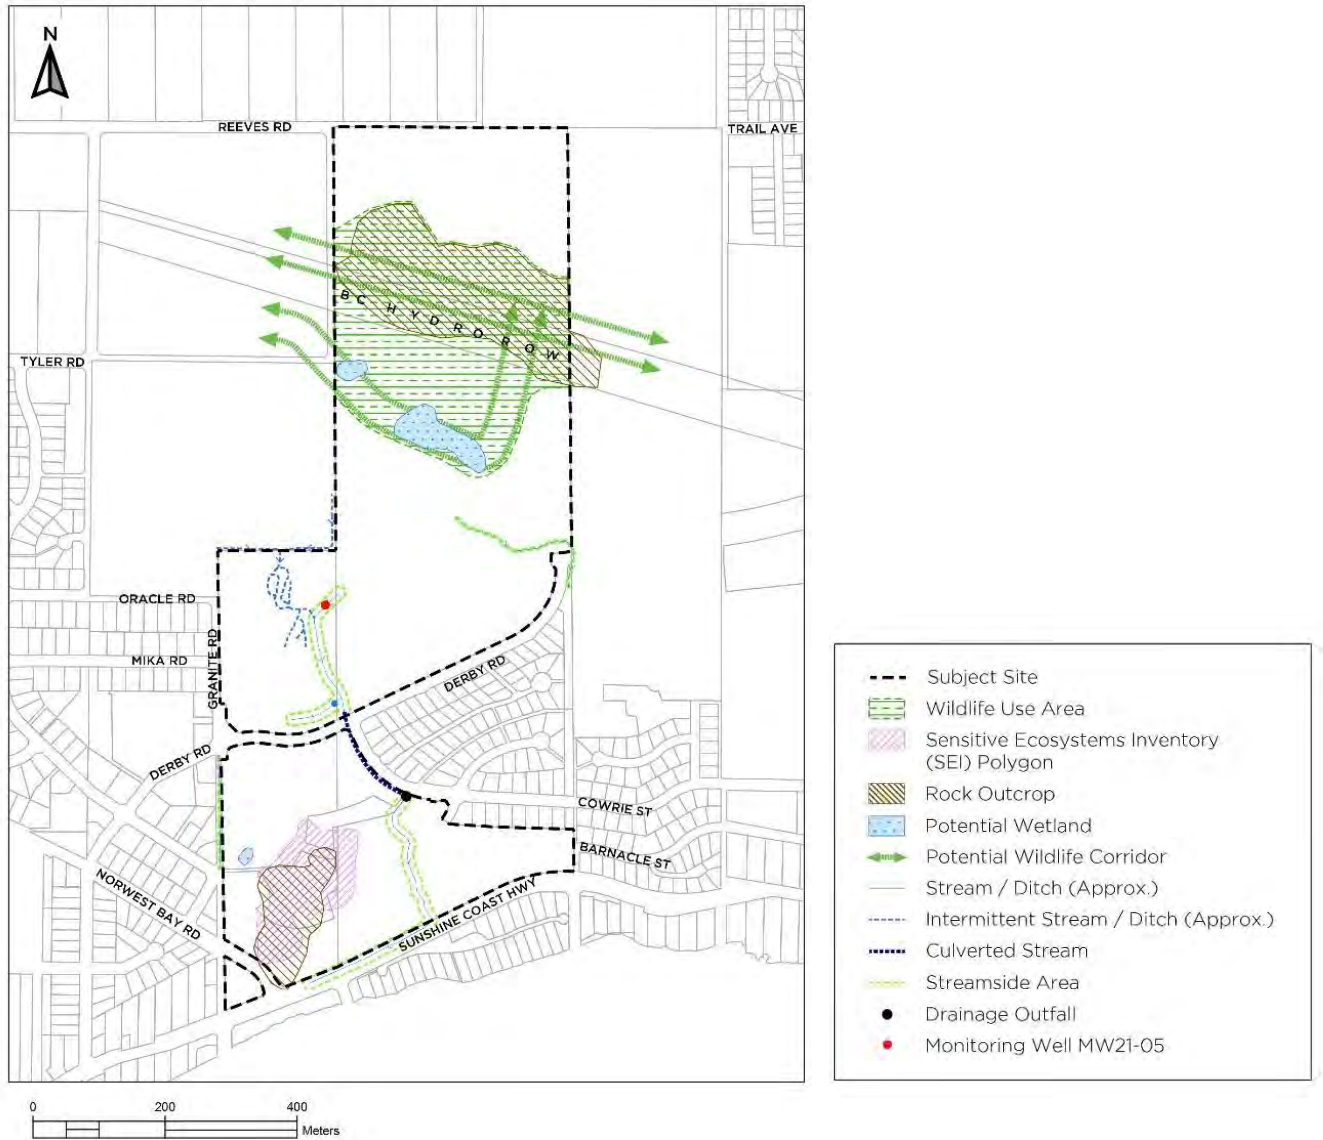 N
REEVES RD
TRAIL AVE
BC HYDRO ROW
TYLER RD
ORACLE RD
MIKA RD
GRANITE RD
DERBY RD
DERBY RD
COWRIE ST
BARNACLE ST
NORWEST BAY RD
SUNSHINE COAST HWY
Subject Site
Wildlife Use Area
Sensitive Ecosystems Inventory
(SEI) Polygon
Rock Outcrop
Potential Wetland
Potential Wildlife Corridor
Stream / Ditch (Approx.)
Intermittent Stream / Ditch (Approx.)
Culverted Stream
Streamside Area
Drainage Outfall
Monitoring Well MW21-05
0 200 400
Meters